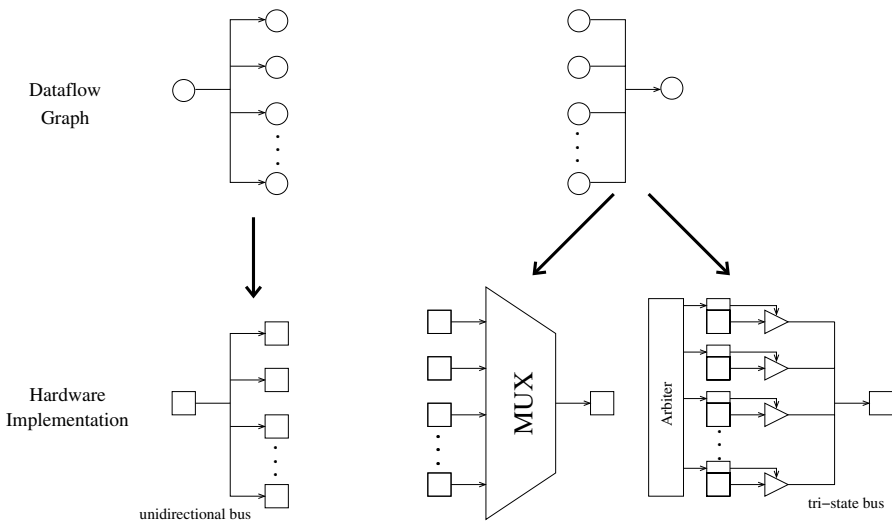 Dataflow
Graph
Hardware
Implementation
unidirectional bus
MUX
Arbiter
tri-state bus